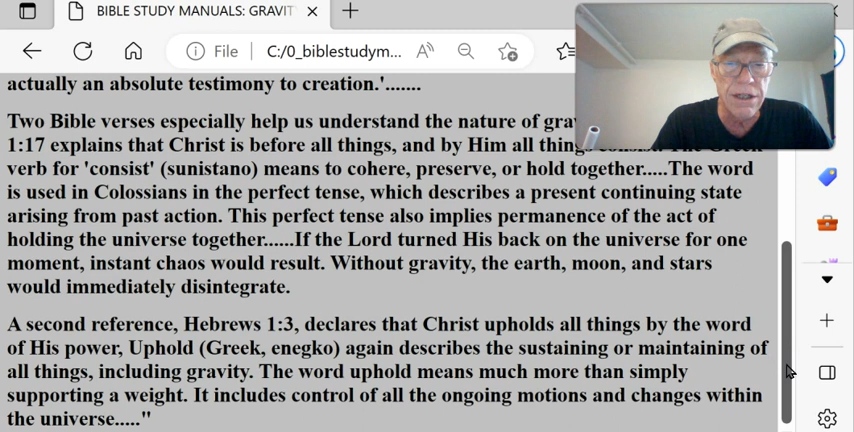 BIBLE STUDY MANUALS: GRAVIT
File C:/0_biblestudym...
actually an absolute testimony to creation.'.......
Two Bible verses especially help us understand the nature of gra
1:17 explains that Christ is before all things, and by Him all thing
verb for 'consist' (sunistano) means to cohere, preserve, or hold together.....The word
is used in Colossians in the perfect tense, which describes a present continuing state
arising from past action. This perfect tense also implies permanence of the act of
holding the universe together......If the Lord turned His back on the universe for one
moment, instant chaos would result. Without gravity, the earth, moon, and stars
would immediately disintegrate.
A second reference, Hebrews 1:3, declares that Christ upholds all things by the word
of His power, Uphold (Greek, enegko) again describes the sustaining or maintaining of
all things, including gravity. The word uphold means much more than simply
supporting a weight. It includes control of all the ongoing motions and changes within
the universe....."